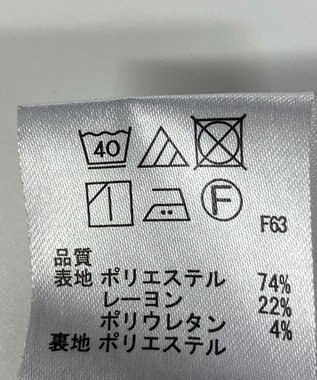 40
F
F63
品質
表地 ポリエステル 74%
レーヨン 22%
ポリウレタン 4%
裏地 ポリエステル